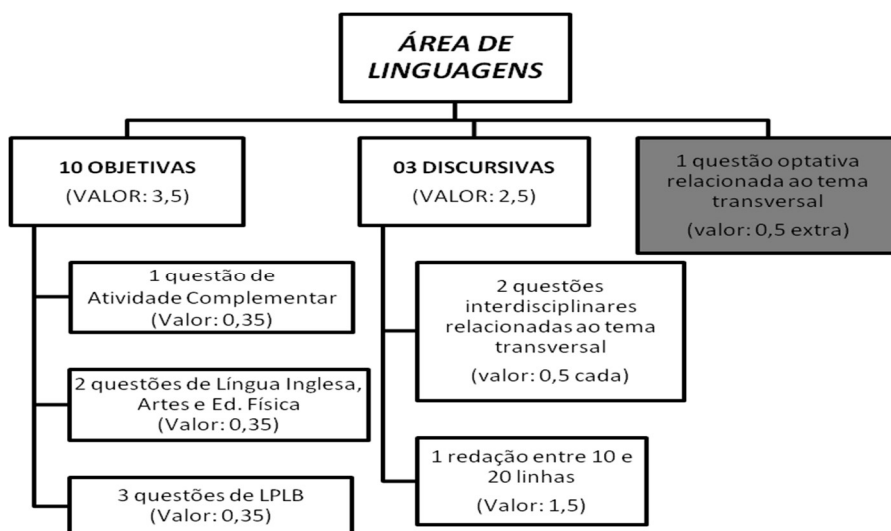 ÁREA DE
LINGUAGENS
10 OBJETIVAS
(VALOR: 3,5)
1 questão de
Atividade Complementar
(Valor: 0,35)
2 questões de Língua Inglesa,
Artes e Ed. Física
(Valor: 0,35)
3 questões de LPLB
(Valor: 0,35)
03 DISCURSIVAS
(VALOR: 2,5)
2 questões
interdisciplinares
relacionadas ao tema
transversal
(valor: 0,5 cada)
1 redação entre 10 e
20 linhas
(Valor: 1,5)
1 questão optativa
relacionada ao tema
transversal
(valor: 0,5 extra)